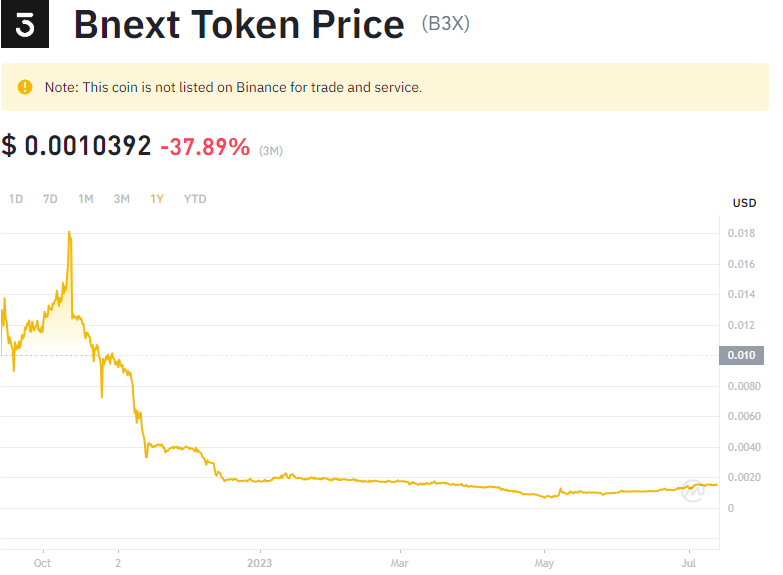 3 Bnext Token Price (B3X)
Note: This coin is not listed on Binance for trade and service.
$ 0.0010392 -37.89% (3M)
1D 7D 1M 3M 1Y YTD
USD
0.018
0.016
0.014
0.012
0.010
0.0080
0.0060
0.0040
0.0020
0
Oct 2 2023 Mar May Jul